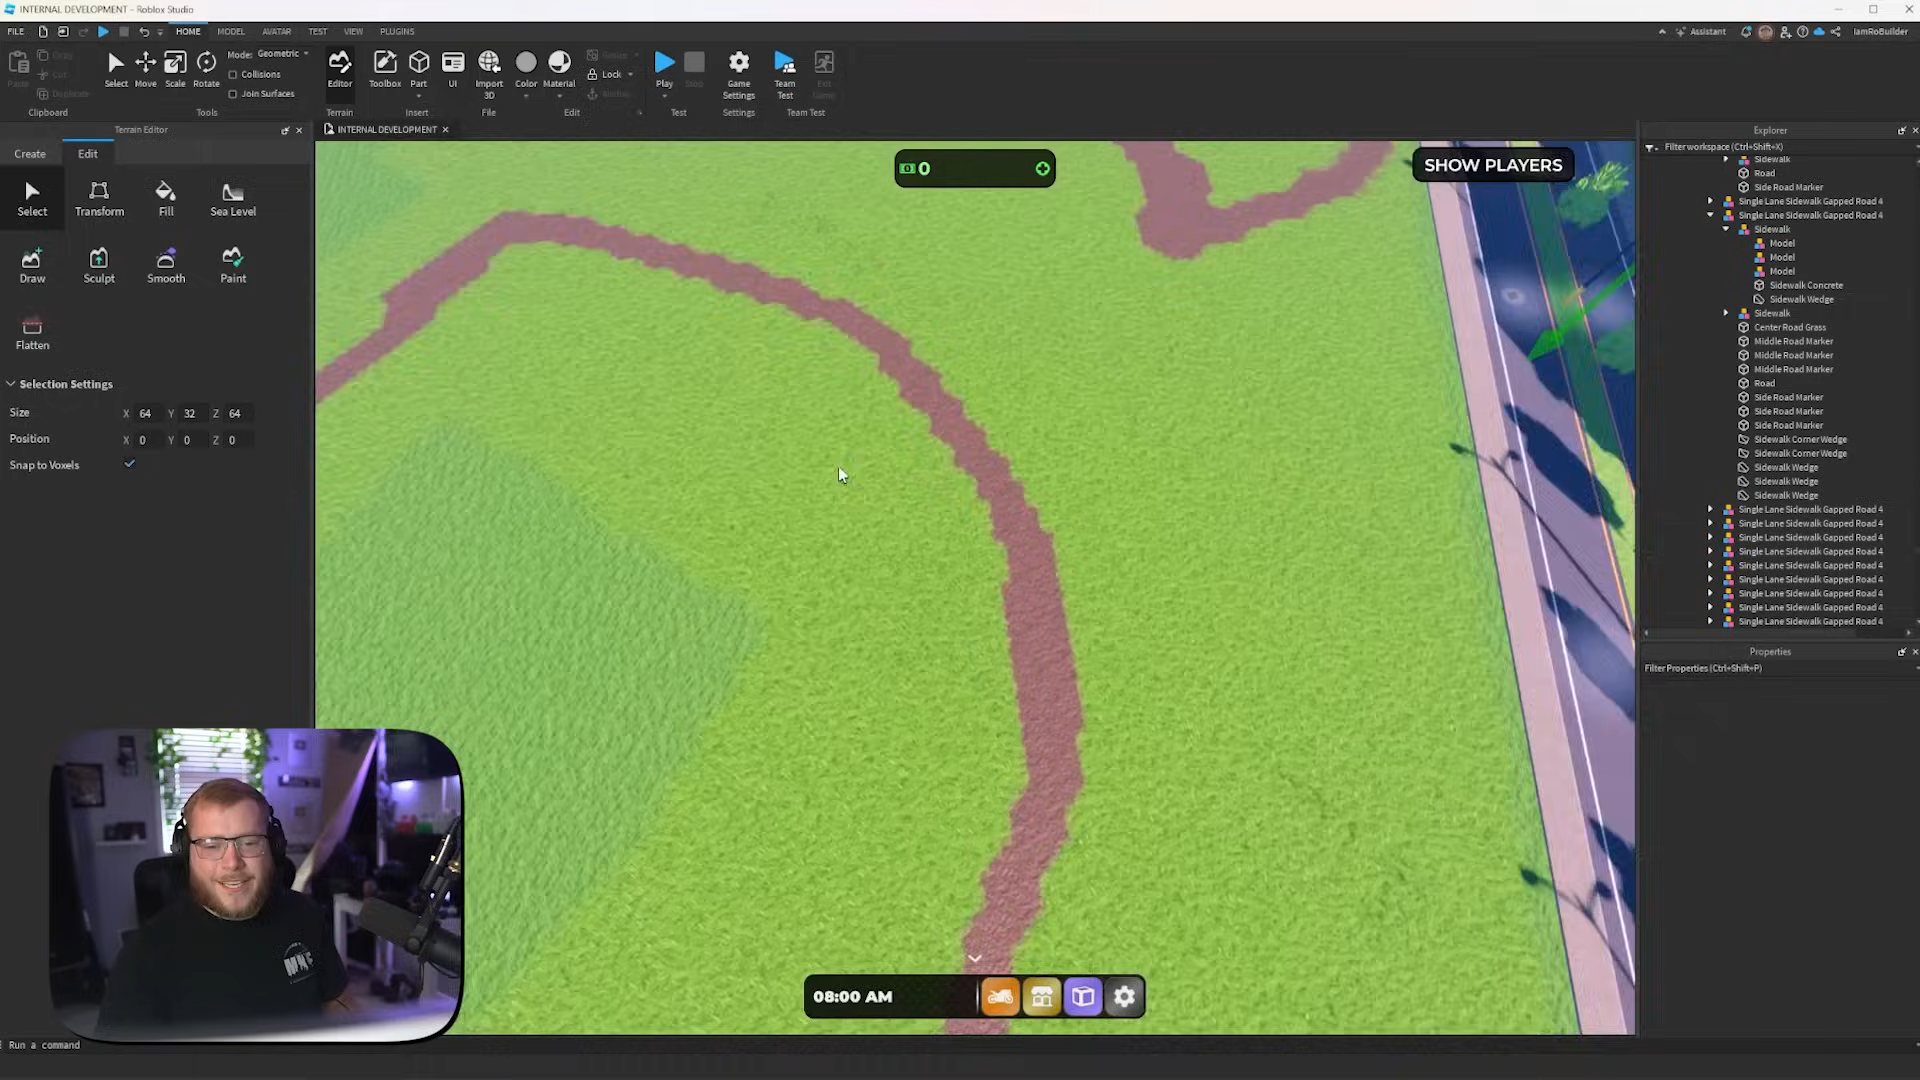 INTERNAL DEVELOPMENT - Roblox Studio
FILE HOME MODEL AVATAR TEST VIEW PLUGINS Assistant IamRoBuilder
Paste Copy Cut Duplicate
Clipboard
Select Move Scale Rotate
Mode: Geometric
Collisions
Join Surfaces
Tools
Editor
Terrain
Toolbox Part UI
Insert
Import 3D
File
Color Material
Group
Lock
Anchor
Edit
Play Stop
Test
Game Settings
Settings
Team Test
Exit Game
Team Test
Terrain Editor
INTERNAL DEVELOPMENT
Create Edit
Select Transform Fill Sea Level
Draw Sculpt Smooth Paint
Flatten
Selection Settings
Size X 64 Y 32 Z 64
Position X 0 Y 0 Z 0
Snap to Voxels
0
SHOW PLAYERS
08:00 AM
Explorer
Filter workspace (Ctrl+Shift+X)
Sidewalk
Road
Side Road Marker
Single Lane Sidewalk Gapped Road 4
Single Lane Sidewalk Gapped Road 4
Sidewalk
Model
Model
Model
Sidewalk Concrete
Sidewalk Wedge
Sidewalk
Center Road Grass
Middle Road Marker
Middle Road Marker
Middle Road Marker
Road
Side Road Marker
Side Road Marker
Side Road Marker
Sidewalk Corner Wedge
Sidewalk Corner Wedge
Sidewalk Wedge
Sidewalk Wedge
Sidewalk Wedge
Single Lane Sidewalk Gapped Road 4
Single Lane Sidewalk Gapped Road 4
Single Lane Sidewalk Gapped Road 4
Single Lane Sidewalk Gapped Road 4
Single Lane Sidewalk Gapped Road 4
Single Lane Sidewalk Gapped Road 4
Single Lane Sidewalk Gapped Road 4
Single Lane Sidewalk Gapped Road 4
Single Lane Sidewalk Gapped Road 4
Properties
Filter Properties (Ctrl+Shift+P)
Run a command